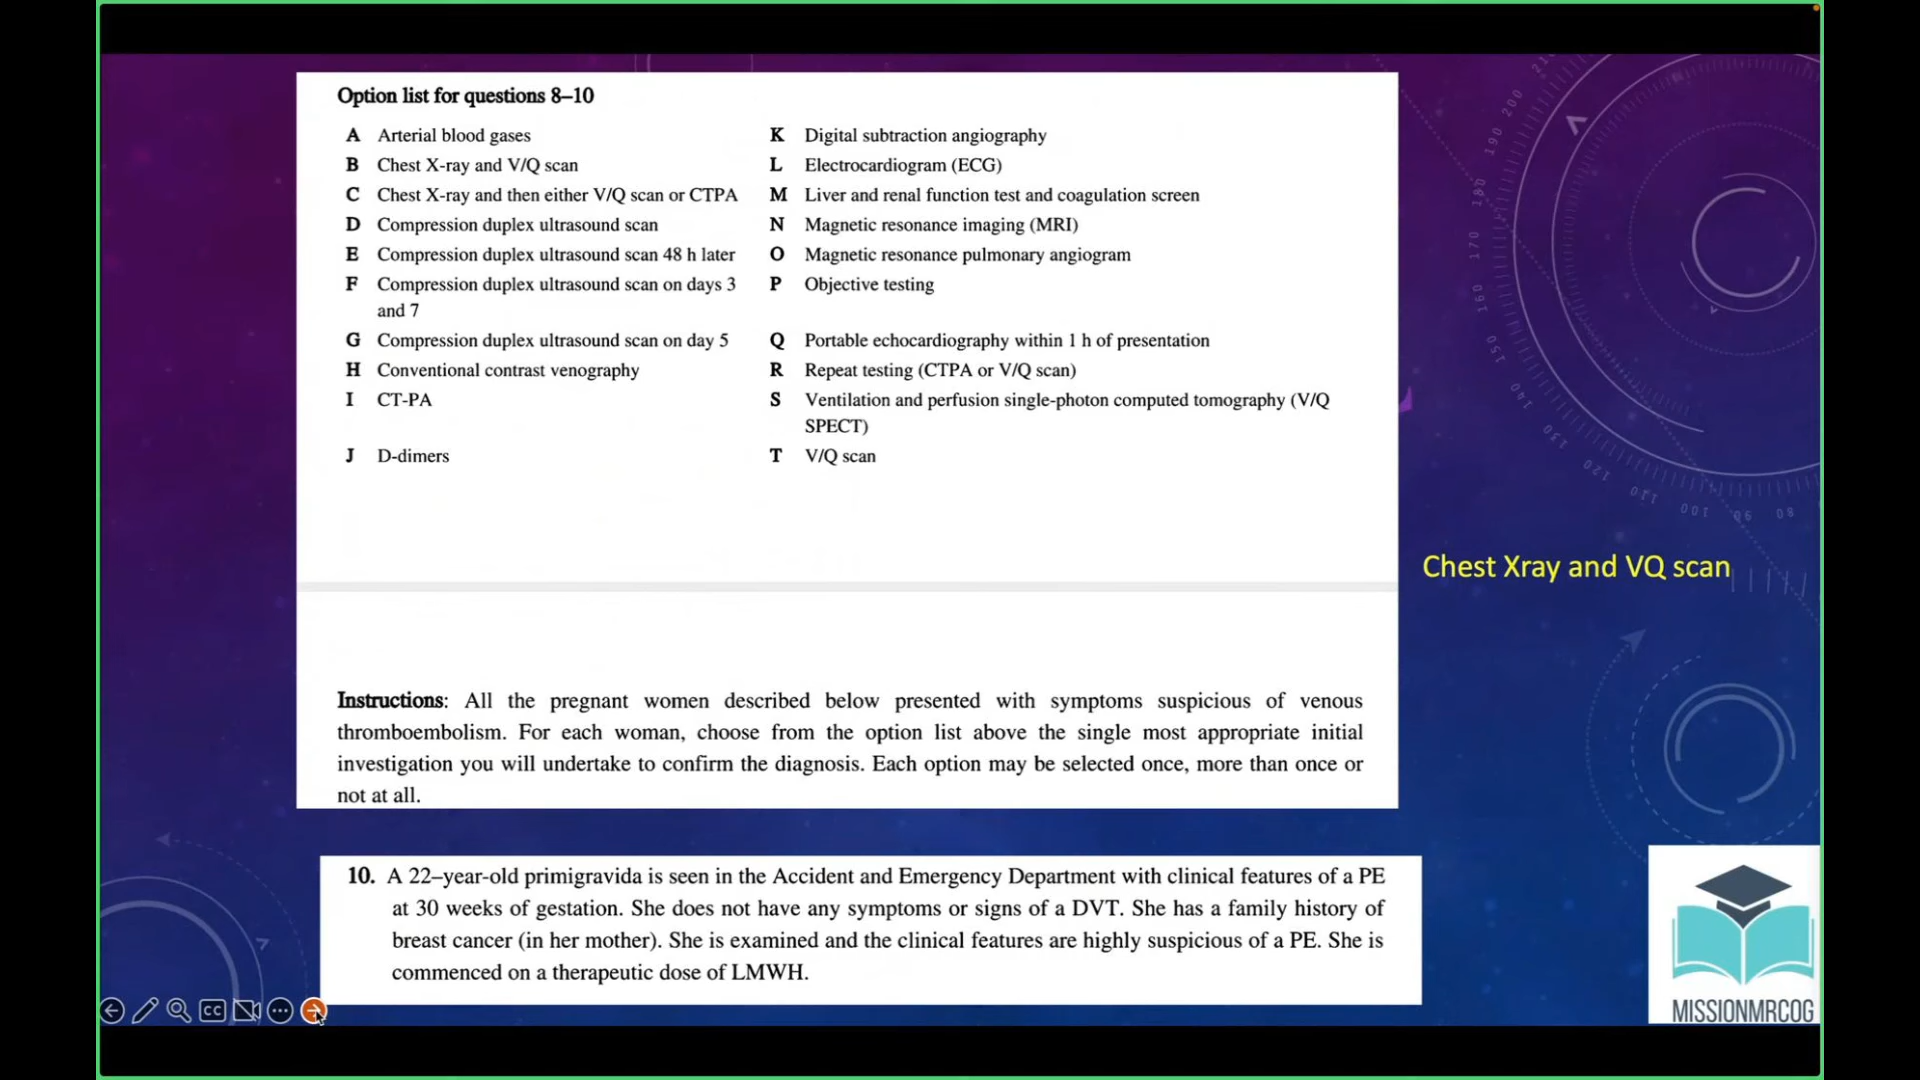 Option list for questions 8–10
A Arterial blood gases
B Chest X-ray and V/Q scan
C Chest X-ray and then either V/Q scan or CTPA
D Compression duplex ultrasound scan
E Compression duplex ultrasound scan 48 h later
F Compression duplex ultrasound scan on days 3
and 7
G Compression duplex ultrasound scan on day 5
H Conventional contrast venography
I CT-PA
J D-dimers
K Digital subtraction angiography
L Electrocardiogram (ECG)
M Liver and renal function test and coagulation screen
N Magnetic resonance imaging (MRI)
O Magnetic resonance pulmonary angiogram
P Objective testing
Q Portable echocardiography within 1 h of presentation
R Repeat testing (CTPA or V/Q scan)
S Ventilation and perfusion single-photon computed tomography (V/Q
SPECT)
T V/Q scan
Chest Xray and VQ scan
Instructions: All the pregnant women described below presented with symptoms suspicious of venous
thromboembolism. For each woman, choose from the option list above the single most appropriate initial
investigation you will undertake to confirm the diagnosis. Each option may be selected once, more than once or
not at all.
10. A 22–year-old primigravida is seen in the Accident and Emergency Department with clinical features of a PE
at 30 weeks of gestation. She does not have any symptoms or signs of a DVT. She has a family history of
breast cancer (in her mother). She is examined and the clinical features are highly suspicious of a PE. She is
commenced on a therapeutic dose of LMWH.
CC
MISSIONMRCOG